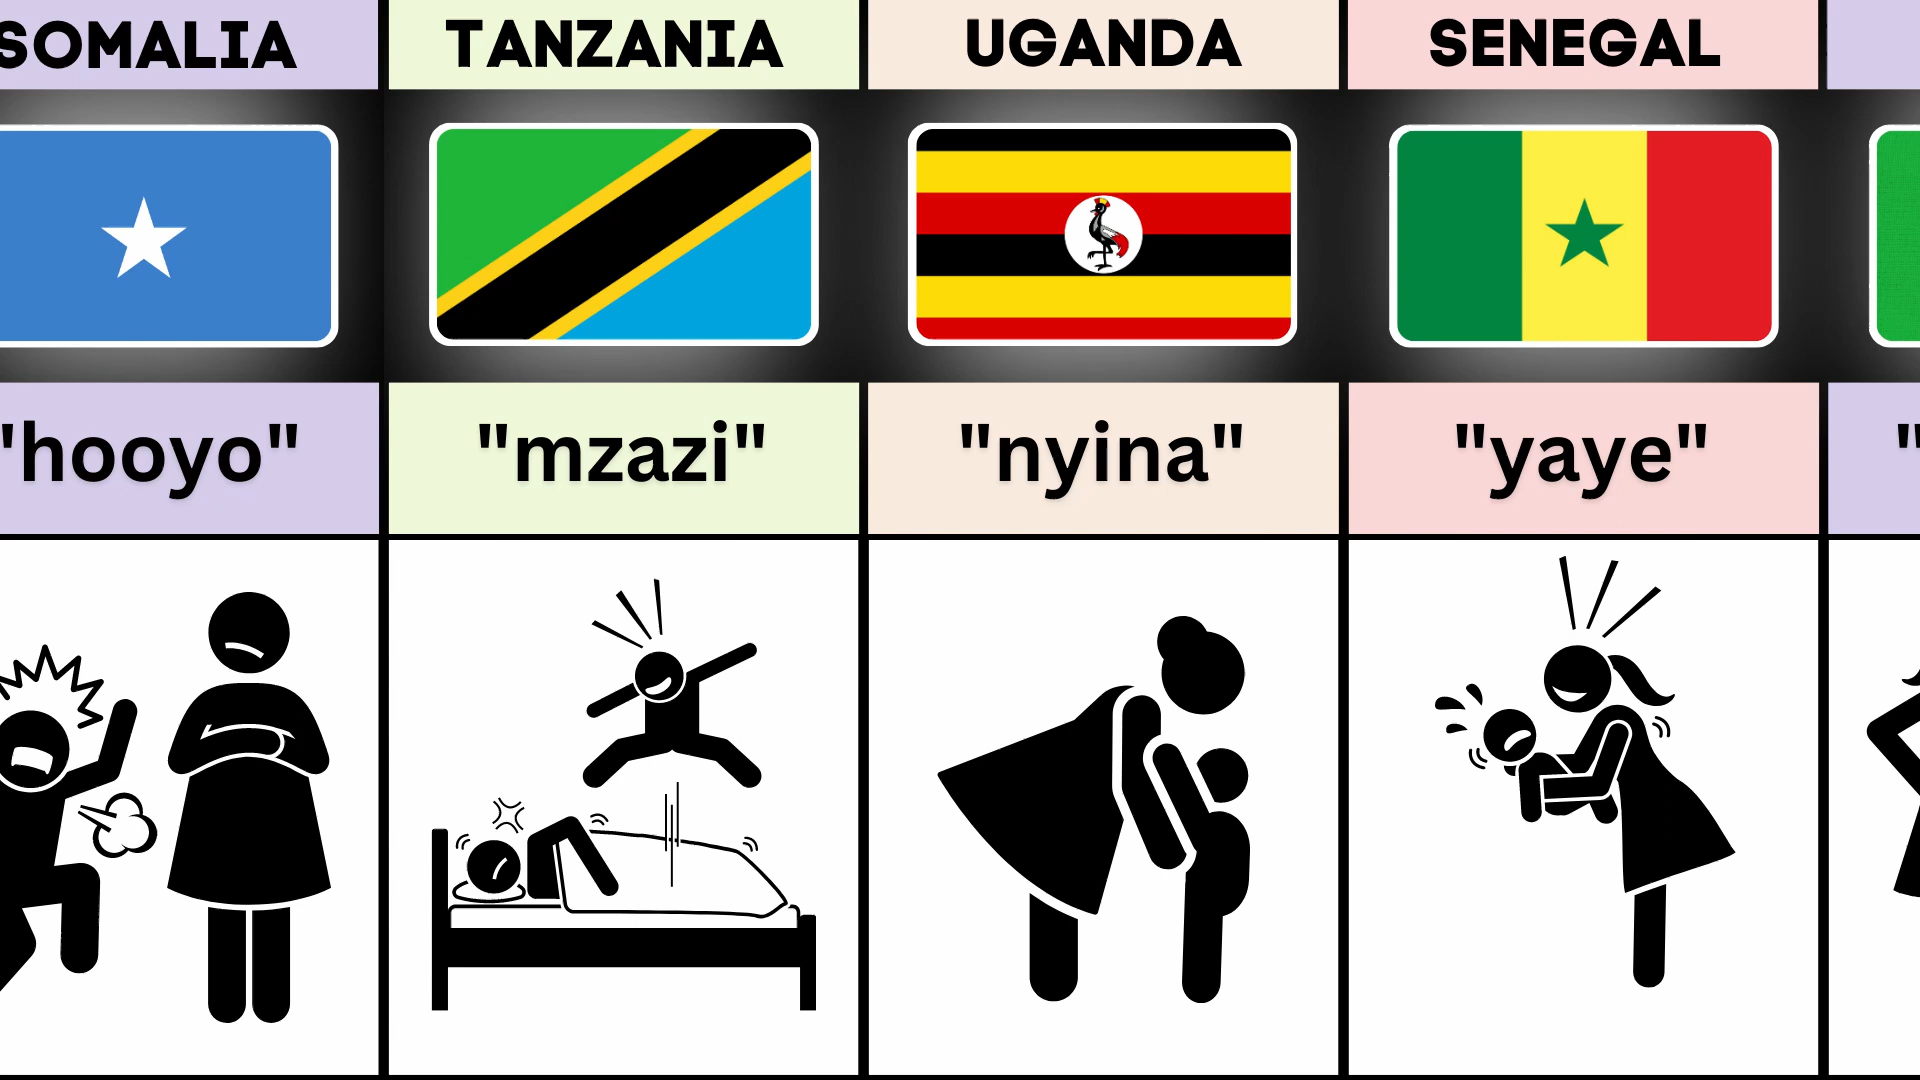 SOMALIA
TANZANIA
UGANDA
SENEGAL
"hooyo"
"mzazi"
"nyina"
"yaye"
"